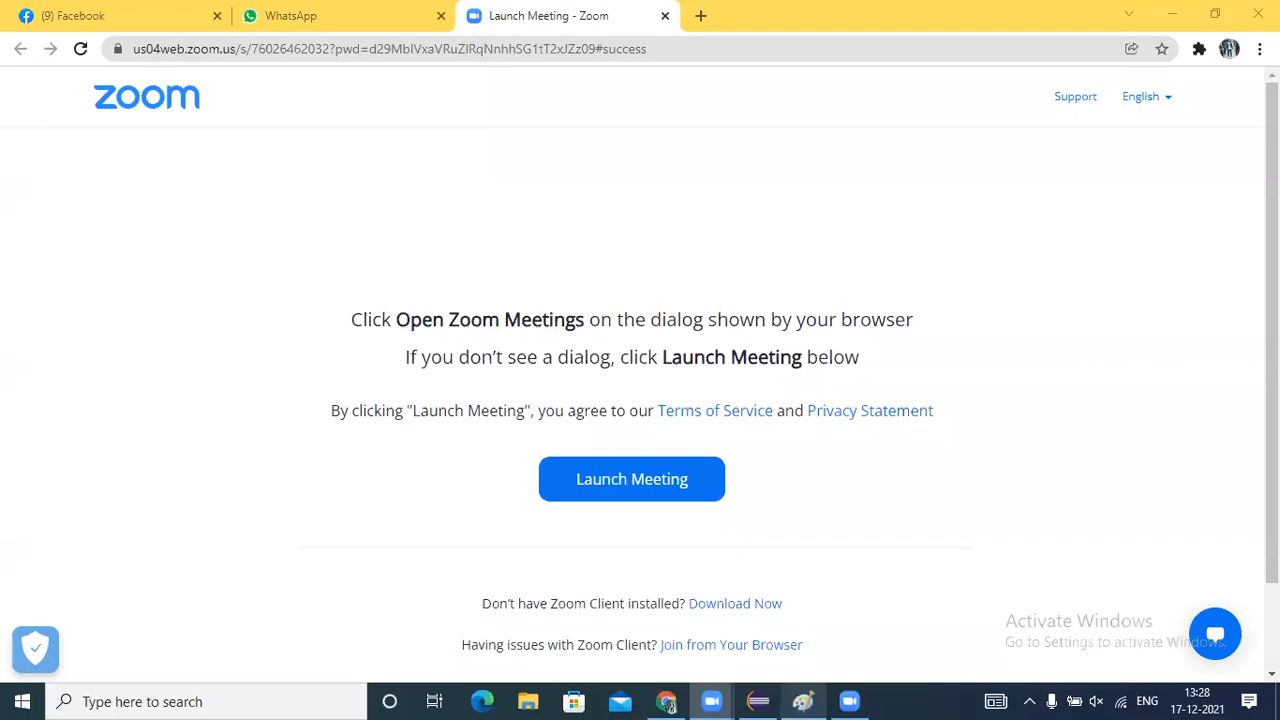 (9) Facebook
WhatsApp
Launch Meeting - Zoom
us04web.zoom.us/s/76026462032?pwd=d29MblVxaVRuZlRqNnhhSG1tT2xJZz09#success
zoom
Support
English
Click Open Zoom Meetings on the dialog shown by your browser
If you don’t see a dialog, click Launch Meeting below
By clicking "Launch Meeting", you agree to our Terms of Service and Privacy Statement
Launch Meeting
Don’t have Zoom Client installed? Download Now
Having issues with Zoom Client? Join from Your Browser
Activate Windows
Go to Settings to activate Windows.
Type here to search
ENG
13:28
17-12-2021